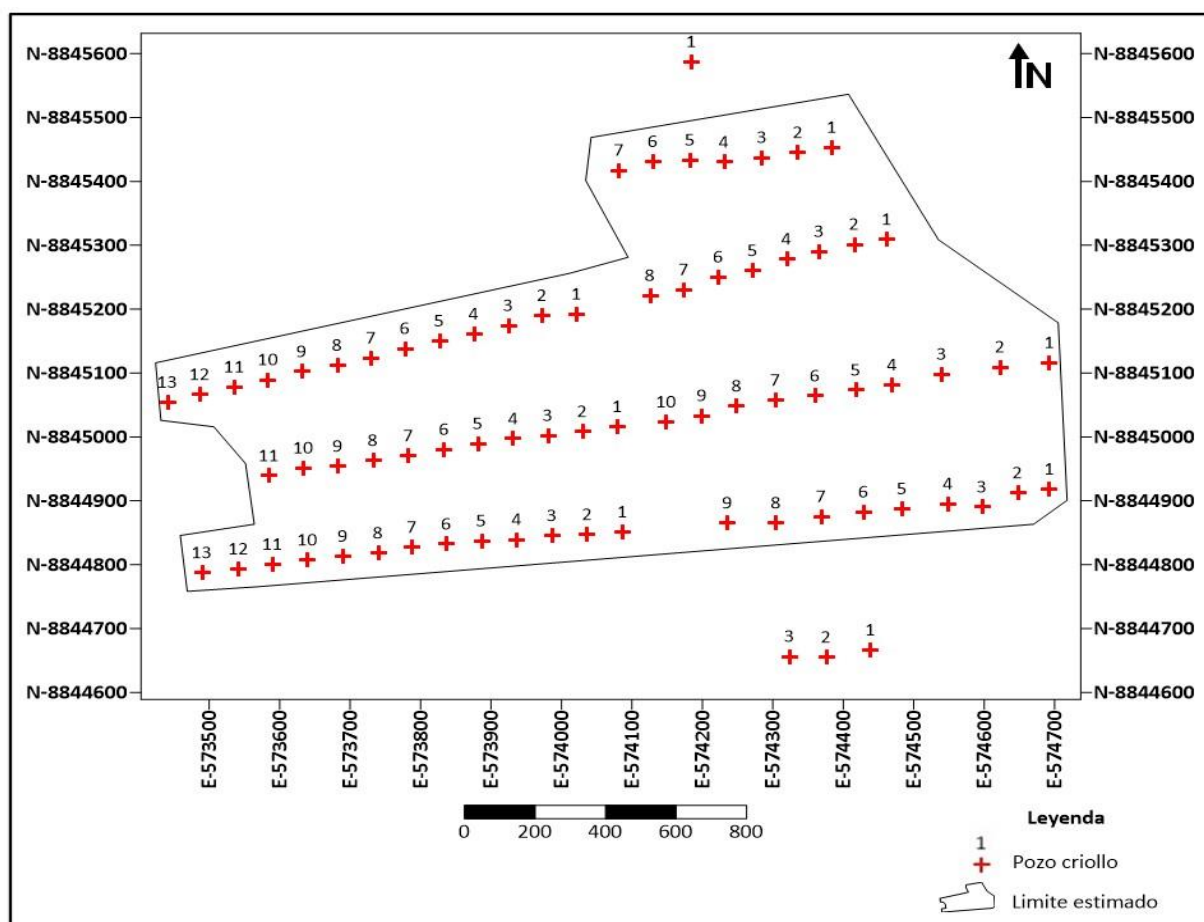 N-8845600
1
N
N-8845600
N-8845500
N-8845500
7 6 5 4 3 2 1
N-8845400
N-8845400
8 7 6 5 4 3 2 1
N-8845300
N-8845300
13 12 11 10 9 8 7 6 5 4 3 2 1
N-8845200
N-8845200
10 9 8 7 6 5 4 3 2 1
N-8845100
N-8845100
11 10 9 8 7 6 5 4 3 2 1
N-8845000
N-8845000
9 8 7 6 5 4 3 2 1
N-8844900
N-8844900
13 12 11 10 9 8 7 6 5 4 3 2 1
N-8844800
N-8844800
3 2 1
N-8844700
N-8844700
N-8844600
N-8844600
E-573500
E-573600
E-573700
E-573800
E-573900
E-574000
E-574100
E-574200
E-574300
E-574400
E-574500
E-574600
E-574700
0 200 400 600 800
Leyenda
1
Pozo criollo
Limite estimado